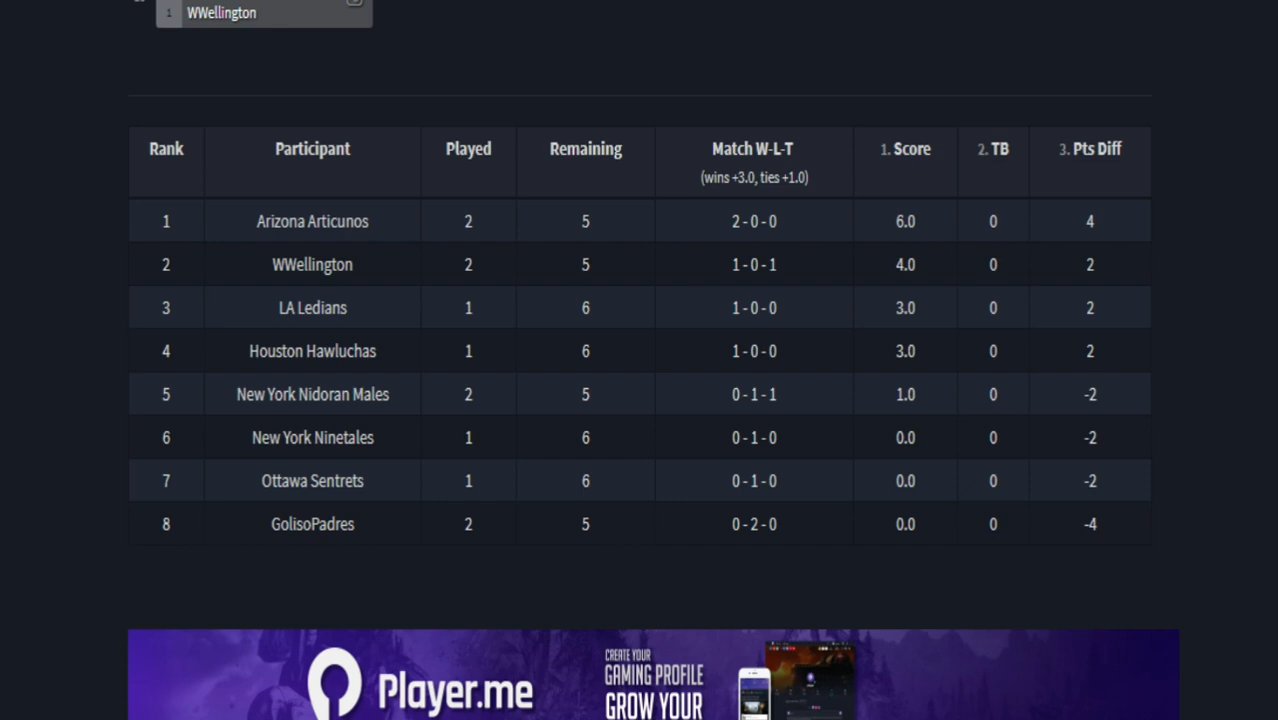 1 WWellington
Rank Participant Played Remaining Match W-L-T 1. Score 2. TB 3. Pts Diff
(wins +3.0, ties +1.0)
1 Arizona Articunos 2 5 2 - 0 - 0 6.0 0 4
2 WWellington 2 5 1 - 0 - 1 4.0 0 2
3 LA Ledians 1 6 1 - 0 - 0 3.0 0 2
4 Houston Hawluchas 1 6 1 - 0 - 0 3.0 0 2
5 New York Nidoran Males 2 5 0 - 1 - 1 1.0 0 -2
6 New York Ninetales 1 6 0 - 1 - 0 0.0 0 -2
7 Ottawa Sentrets 1 6 0 - 1 - 0 0.0 0 -2
8 GolisoPadres 2 5 0 - 2 - 0 0.0 0 -4
Player.me
CREATE YOUR
GAMING PROFILE
GROW YOUR